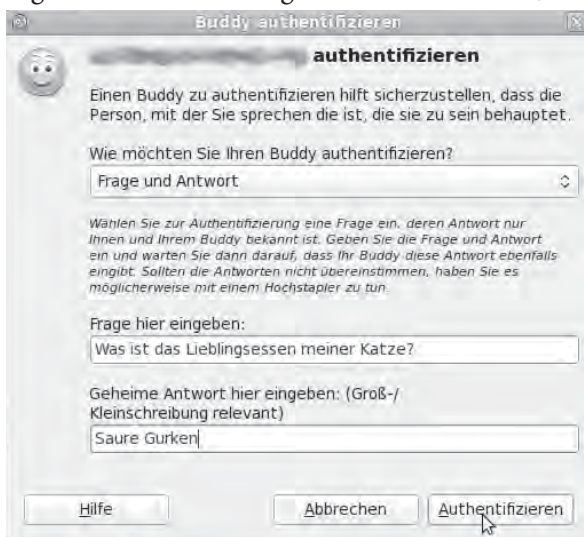 Buddy authentifizieren
authentifizieren
Einen Buddy zu authentifizieren hilft sicherzustellen, dass die
Person, mit der Sie sprechen die ist, die sie zu sein behauptet.
Wie möchten Sie Ihren Buddy authentifizieren?
Frage und Antwort
Wählen Sie zur Authentifizierung eine Frage ein, deren Antwort nur
Ihnen und Ihrem Buddy bekannt ist. Geben Sie die Frage und Antwort
ein und warten Sie dann darauf, dass Ihr Buddy diese Antwort ebenfalls
eingibt. Sollten die Antworten nicht übereinstimmen, haben Sie es
möglicherweise mit einem Hochstapler zu tun.
Frage hier eingeben:
Was ist das Lieblingsessen meiner Katze?
Geheime Antwort hier eingeben: (Groß-/
Kleinschreibung relevant)
Saure Gurken
Hilfe Abbrechen Authentifizieren